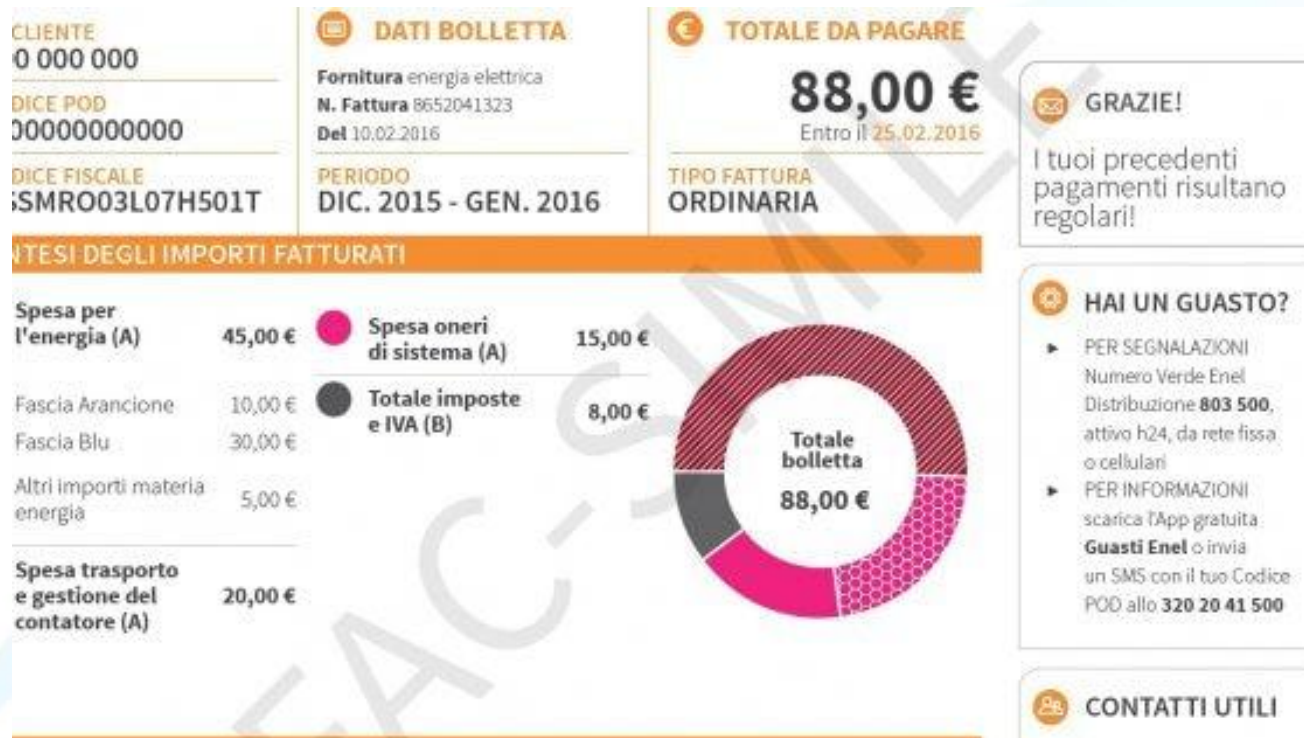 CLIENTE
0 000 000
DICE POD
00000000000
DICE FISCALE
SSMRO03L07H501T
DATI BOLLETTA
Fornitura energia elettrica
N. Fattura 8652041323
Del 10.02.2016
PERIODO
DIC. 2015 - GEN. 2016
TOTALE DA PAGARE
88,00 €
Entro il 25.02.2016
TIPO FATTURA
ORDINARIA
NTESI DEGLI IMPORTI FATTURATI
Spesa per
l'energia (A) 45,00 €
Fascia Arancione 10,00 €
Fascia Blu 30,00 €
Altri importi materia
energia 5,00 €
Spesa trasporto
e gestione del
contatore (A) 20,00 €
Spesa oneri
di sistema (A) 15,00 €
Totale imposte
e IVA (B) 8,00 €
Totale
bolletta
88,00 €
GRAZIE!
I tuoi precedenti
pagamenti risultano
regolari!
HAI UN GUASTO?
► PER SEGNALAZIONI
Numero Verde Enel
Distribuzione 803 500,
attivo h24, da rete fissa
o cellulari
► PER INFORMAZIONI
scarica l'App gratuita
Guasti Enel o invia
un SMS con il tuo Codice
POD allo 320 20 41 500
CONTATTI UTILI
FAC-SIMILE